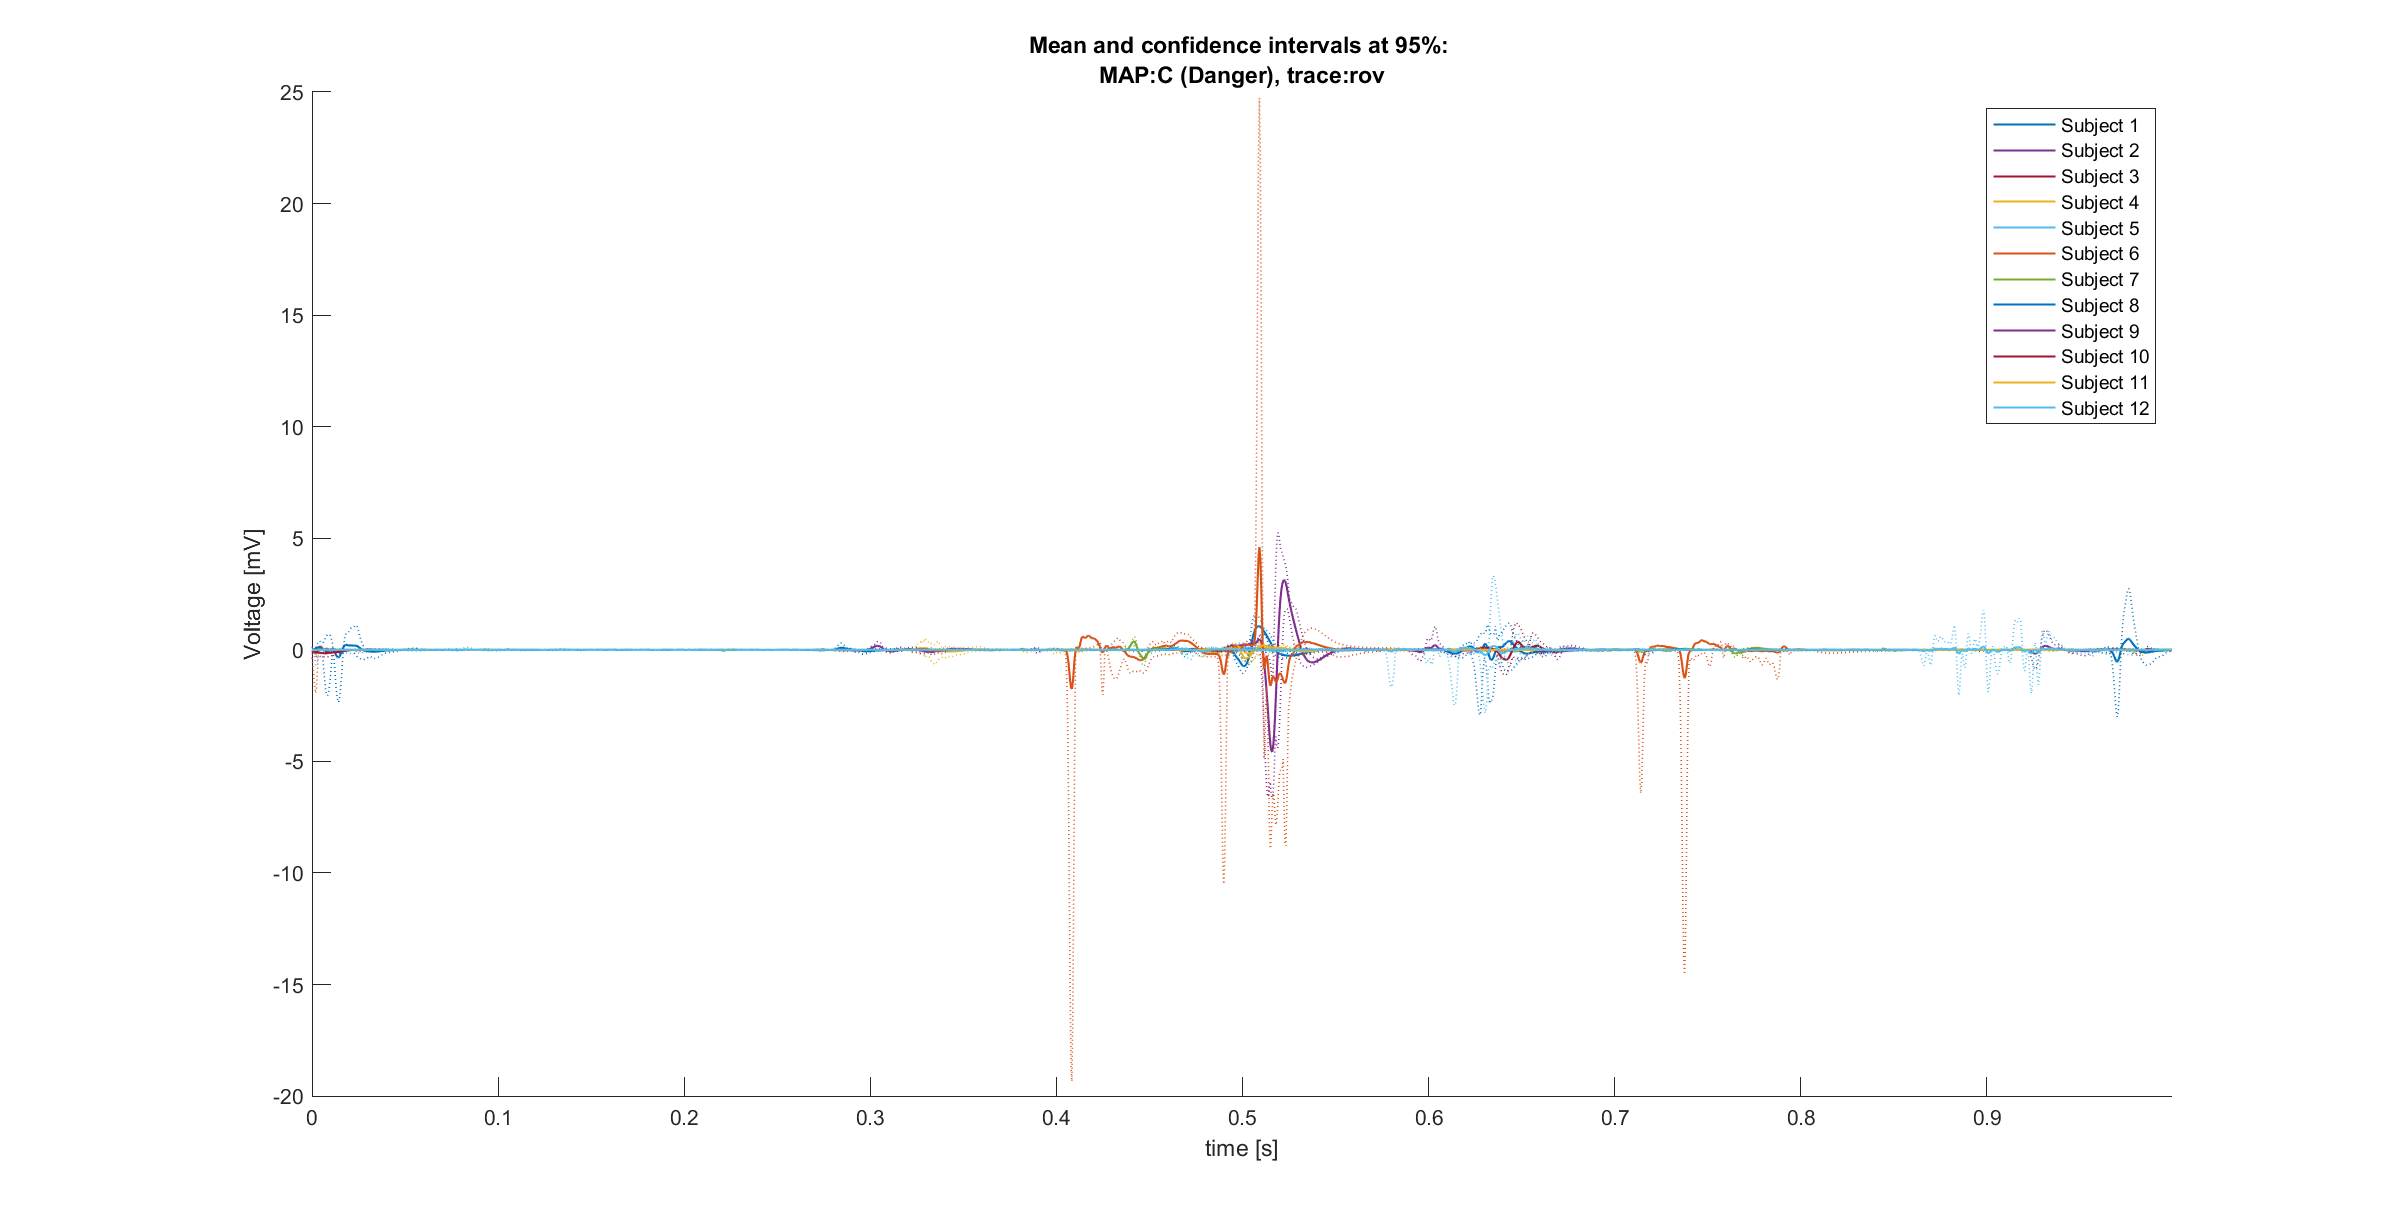 Mean and confidence intervals at 95%:
MAP:C (Danger), trace:rov
25
20
15
10
5
0
-5
-10
-15
-20
Voltage [mV]
0
0.1
0.2
0.3
0.4
0.5
0.6
0.7
0.8
0.9
time [s]
Subject 1
Subject 2
Subject 3
Subject 4
Subject 5
Subject 6
Subject 7
Subject 8
Subject 9
Subject 10
Subject 11
Subject 12